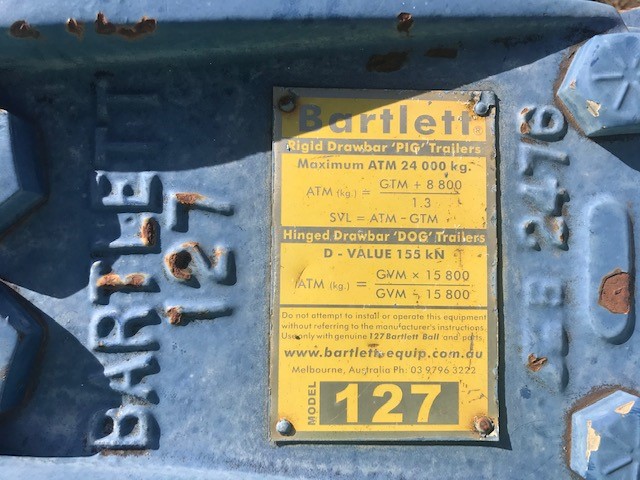 BARTLETT
127
Bartlett®
Rigid Drawbar 'PIG' Trailers
Maximum ATM 24 000 kg.
ATM (kg.) = GTM + 8 800
1.3
SVL = ATM - GTM
Hinged Drawbar 'DOG' Trailers
D - VALUE 155 kN
ATM (kg.) = GVM × 15 800
GVM - 15 800
Do not attempt to install or operate this equipment
without referring to the manufacturer's instructions.
Use only with genuine 127 Bartlett Ball and parts.
www.bartlett-equip.com.au
Melbourne, Australia Ph: 03 9796 3222
MODEL 127
2476